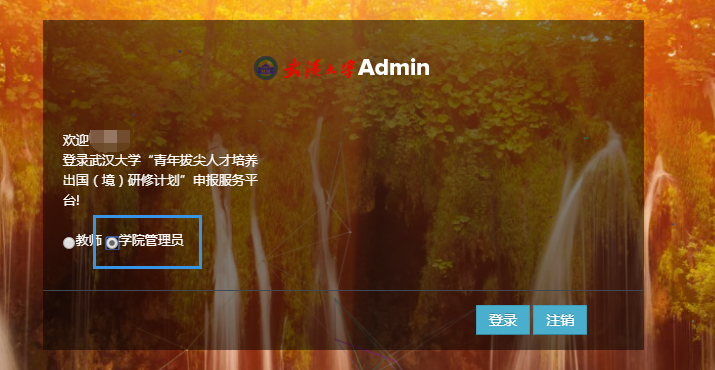 武汉大学Admin
欢迎
登录武汉大学“青年拔尖人才培养
出国（境）研修计划”申报服务平
台!
教师 学院管理员
登录 注销